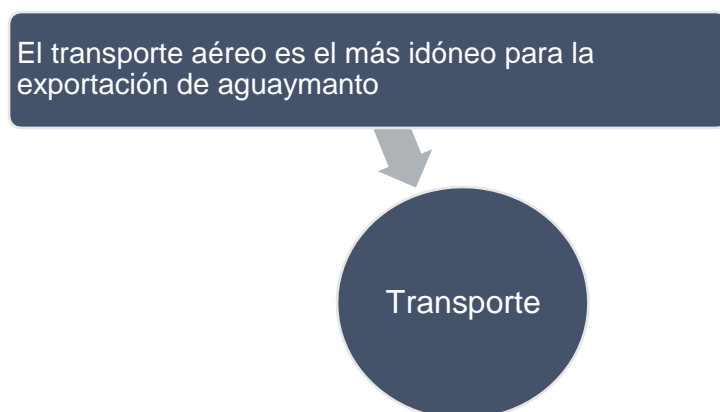 El transporte aéreo es el más idóneo para la
exportación de aguaymanto
Transporte